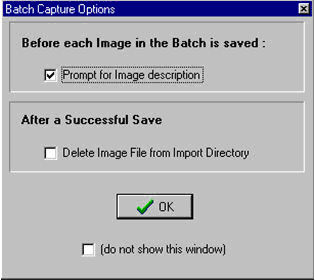 Batch Capture Options
Before each Image in the Batch is saved :
Prompt for Image description
After a Successful Save
Delete Image File from Import Directory
OK
(do not show this window)